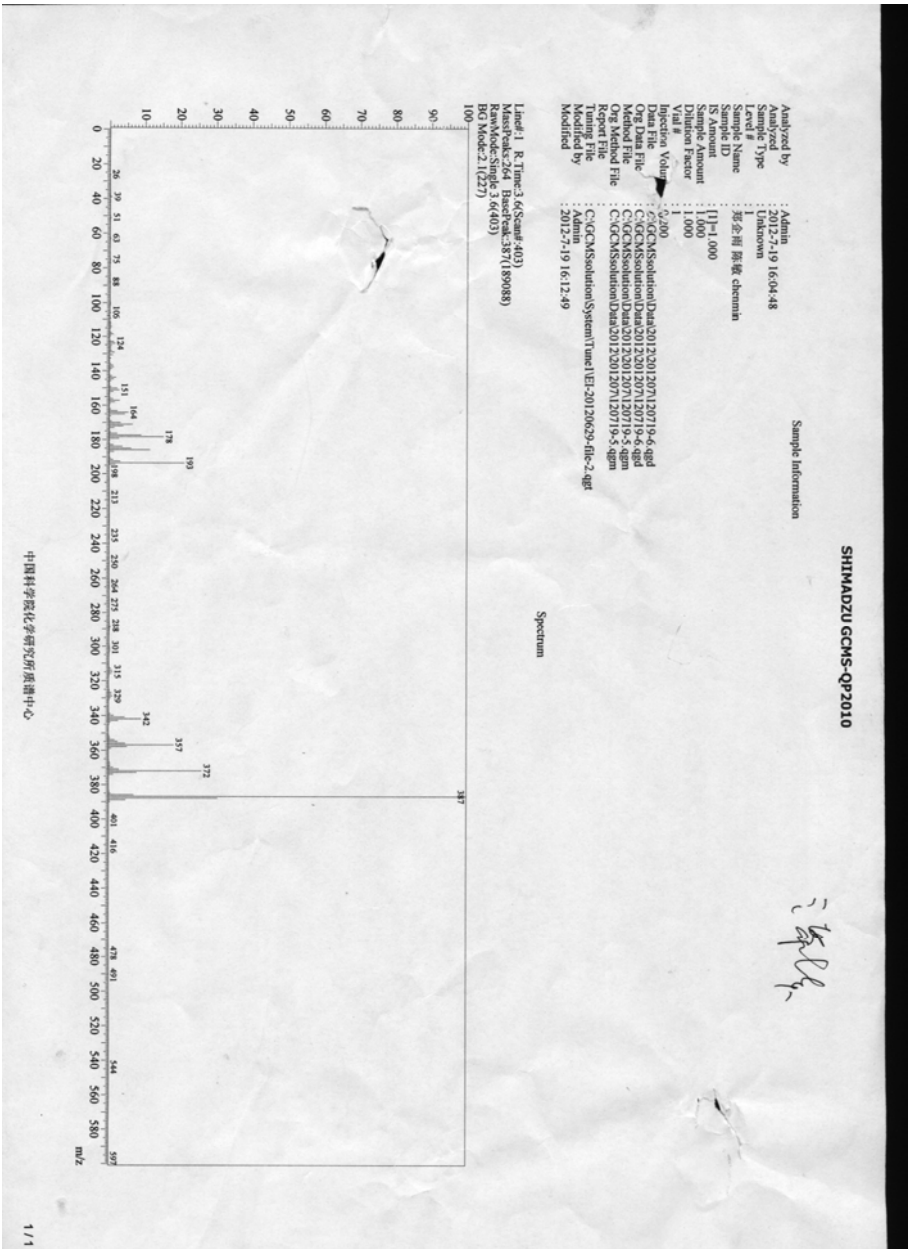 SHIMADZU GCMS-QP2010
Sample Information
Analyzed by : Admin
Analyzed : 2012-7-19 16:04:48
Sample Type : Unknown
Level # : 1
Sample Name : 郑企雨 陈敏 chenmin
Sample ID :
IS Amount : [1]=1.000
Sample Amount : 1.000
Dilution Factor : 1.000
Vial # : 1
Injection
Data File : C:\GCMSsolution\Data\2012\201207\120719-6.qgd
Org Data File : C:\GCMSsolution\Data\2012\201207\120719-6.qgd
Method File : C:\GCMSsolution\Data\2012\201207\120719-5.qgm
Org Method File : C:\GCMSsolution\Data\2012\201207\120719-5.qgm
Report File :
Tuning File : C:\GCMSsolution\System\Tune1\EI-20120629-file-2.qgt
Modified by : Admin
Modified : 2012-7-19 16:12:49
Spectrum
Line#:1 R.Time:3.6(Scan#:403)
MassPeaks:264 BasePeak:387(189088)
RawMode:Single 3.6(403)
BG Mode:2.1(227)
100
90
80
70
60
50
40
30
20
10
387
372
357
342
193
178
164
151
124
26 39 51 63 75 88 105 198 213 235 250 264 275 288 301 315 329 401 416 478 491 544 597
0 20 40 60 80 100 120 140 160 180 200 220 240 260 280 300 320 340 360 380 400 420 440 460 480 500 520 540 560 580 m/z
中国科学院化学研究所质谱中心
1 / 1